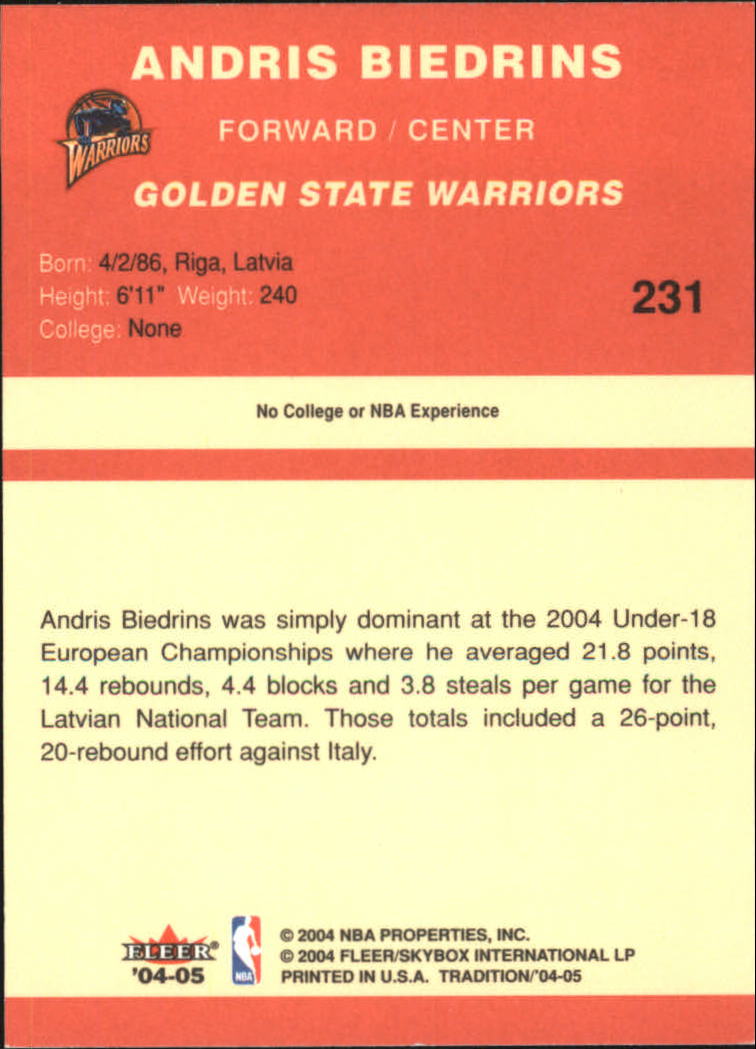 ANDRIS BIEDRINS
WARRIORS
FORWARD / CENTER
GOLDEN STATE WARRIORS
Born: 4/2/86, Riga, Latvia
Height: 6'11" Weight: 240
231
College: None
No College or NBA Experience
Andris Biedrins was simply dominant at the 2004 Under-18
European Championships where he averaged 21.8 points,
14.4 rebounds, 4.4 blocks and 3.8 steals per game for the
Latvian National Team. Those totals included a 26-point,
20-rebound effort against Italy.
FLEER®
'04-05
NBA
© 2004 NBA PROPERTIES, INC.
© 2004 FLEER/SKYBOX INTERNATIONAL LP
PRINTED IN U.S.A. TRADITION/'04-05